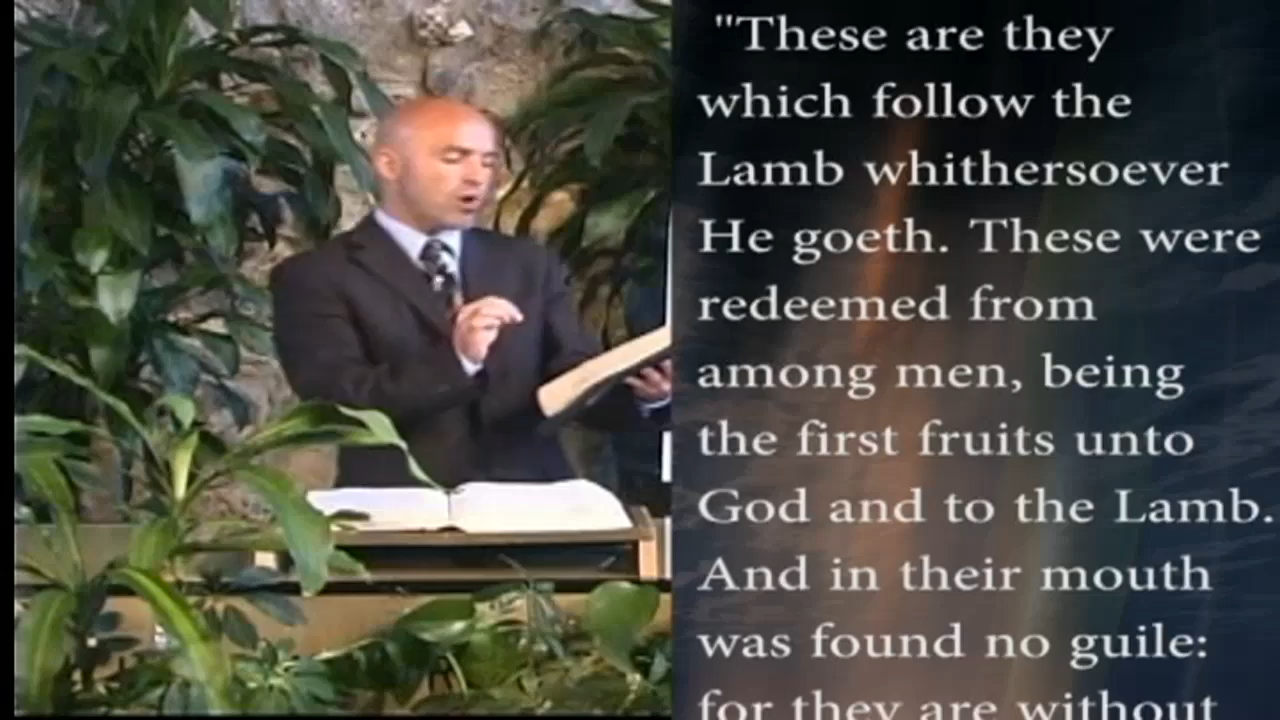 "These are they
which follow the
Lamb whithersoever
He goeth. These were
redeemed from
among men, being
the first fruits unto
God and to the Lamb.
And in their mouth
was found no guile:
for they are without